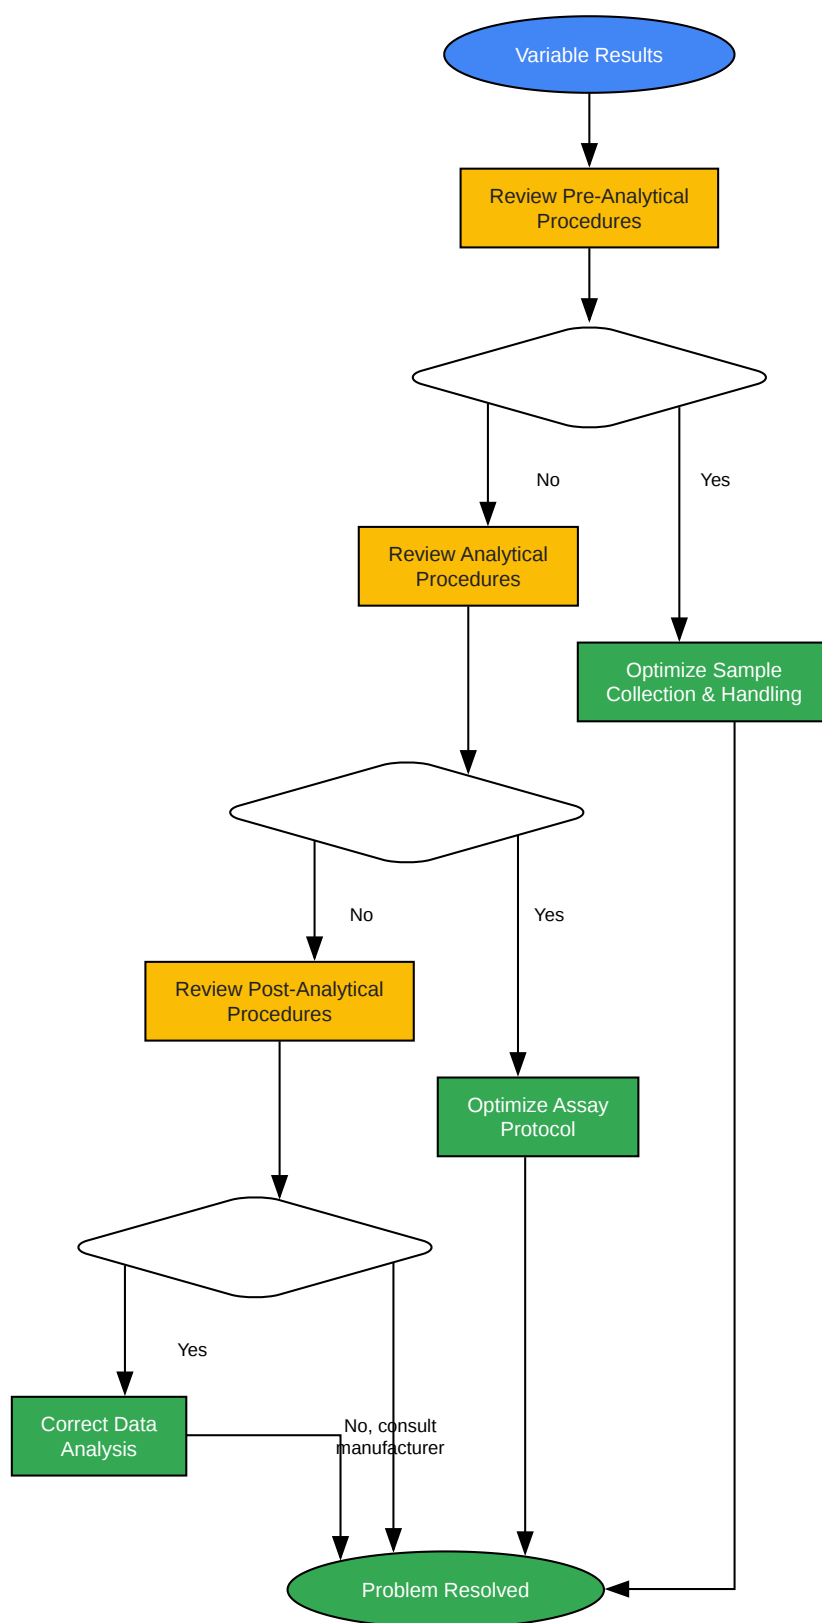 Variable Results
Review Pre-Analytical
Procedures
No
Yes
Review Analytical
Procedures
Optimize Sample
Collection & Handling
No
Yes
Review Post-Analytical
Procedures
Optimize Assay
Protocol
Yes
No, consult
manufacturer
Correct Data
Analysis
Problem Resolved